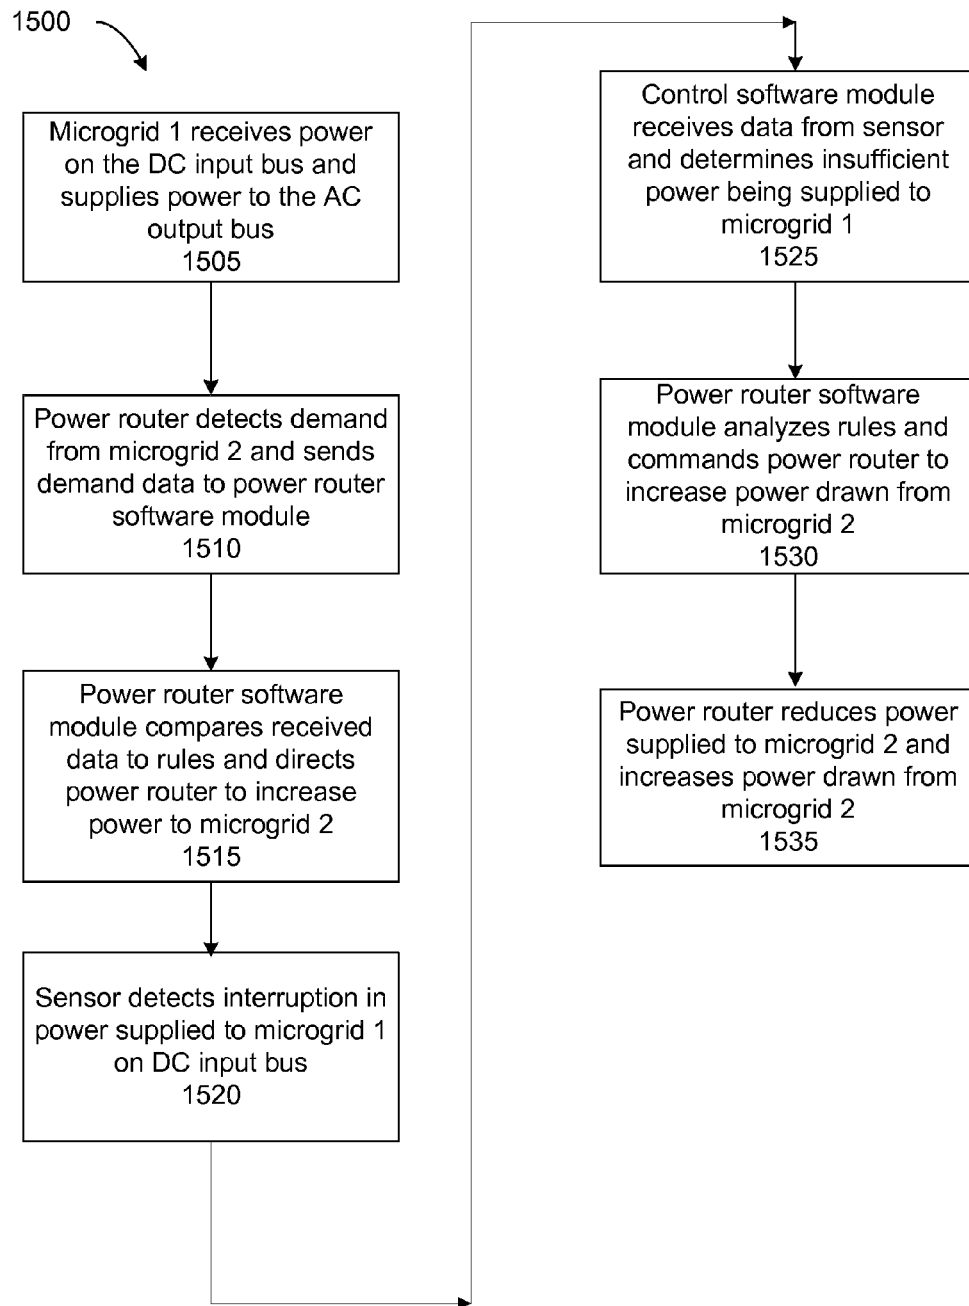 1500
Microgrid 1 receives power
on the DC input bus and
supplies power to the AC
output bus
1505
Power router detects demand
from microgrid 2 and sends
demand data to power router
software module
1510
Power router software
module compares received
data to rules and directs
power router to increase
power to microgrid 2
1515
Sensor detects interruption in
power supplied to microgrid 1
on DC input bus
1520
Control software module
receives data from sensor
and determines insufficient
power being supplied to
microgrid 1
1525
Power router software
module analyzes rules and
commands power router to
increase power drawn from
microgrid 2
1530
Power router reduces power
supplied to microgrid 2 and
increases power drawn from
microgrid 2
1535